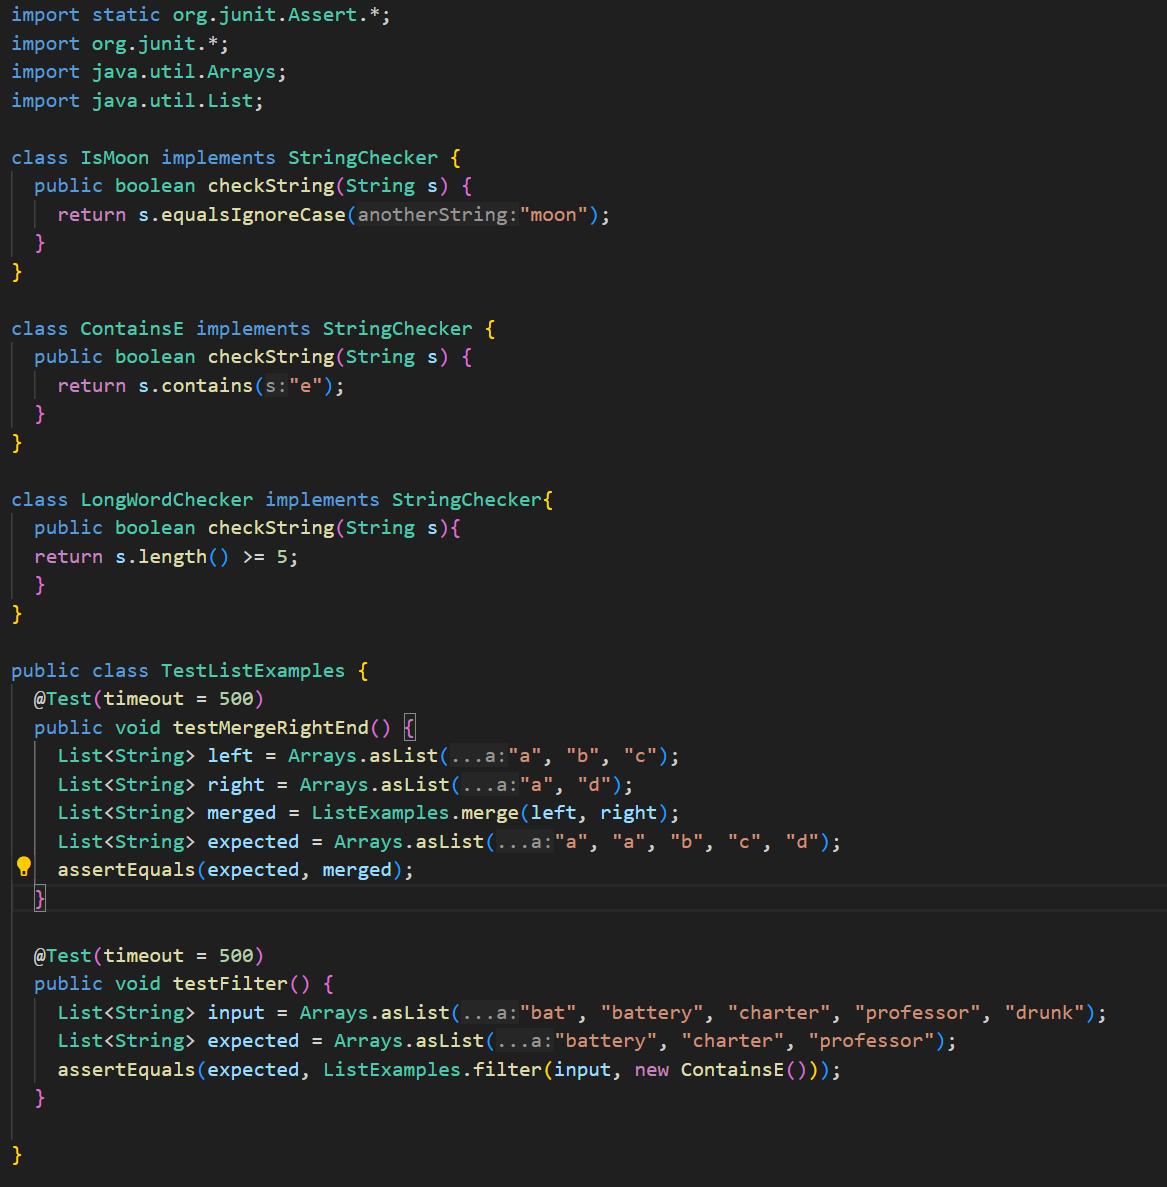 import static org.junit.Assert.*;
import org.junit.*;
import java.util.Arrays;
import java.util.List;

class IsMoon implements StringChecker {
  public boolean checkString(String s) {
    return s.equalsIgnoreCase(anotherString:"moon");
  }
}

class ContainsE implements StringChecker {
  public boolean checkString(String s) {
    return s.contains(s:"e");
  }
}

class LongWordChecker implements StringChecker{
  public boolean checkString(String s){
  return s.length() >= 5;
  }
}

public class TestListExamples {
  @Test(timeout = 500)
  public void testMergeRightEnd() {
    List<String> left = Arrays.asList(...a:"a", "b", "c");
    List<String> right = Arrays.asList(...a:"a", "d");
    List<String> merged = ListExamples.merge(left, right);
    List<String> expected = Arrays.asList(...a:"a", "a", "b", "c", "d");
    assertEquals(expected, merged);
  }

  @Test(timeout = 500)
  public void testFilter() {
    List<String> input = Arrays.asList(...a:"bat", "battery", "charter", "professor", "drunk");
    List<String> expected = Arrays.asList(...a:"battery", "charter", "professor");
    assertEquals(expected, ListExamples.filter(input, new ContainsE()));
  }

}